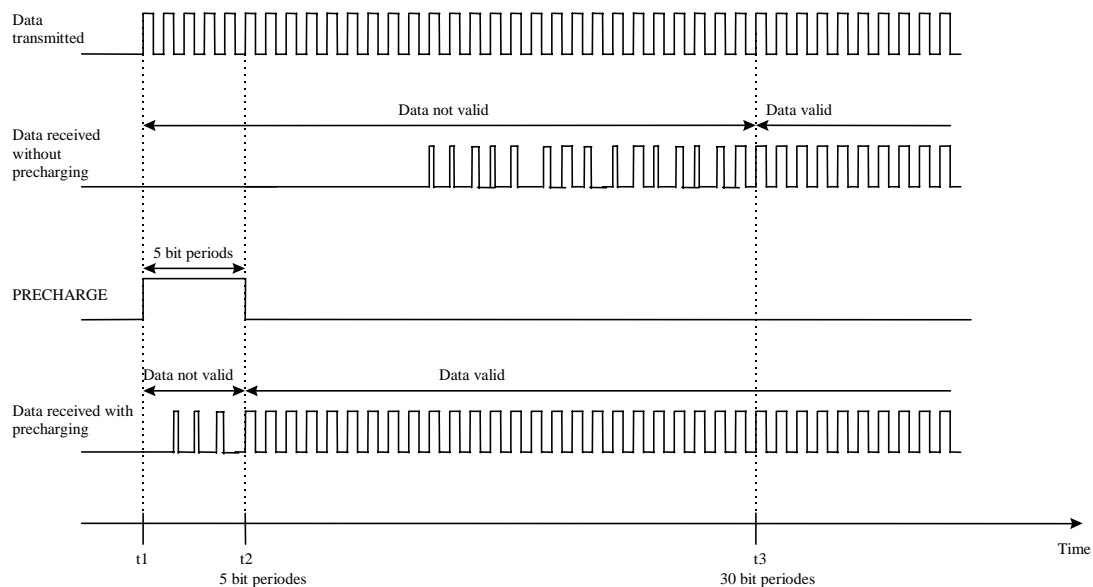 Data
transmitted
Data not valid
Data valid
Data received
without
precharging
5 bit periods
PRECHARGE
Data not valid
Data valid
Data received with
precharging
Time
t1
t2
t3
5 bit periodes
30 bit periodes